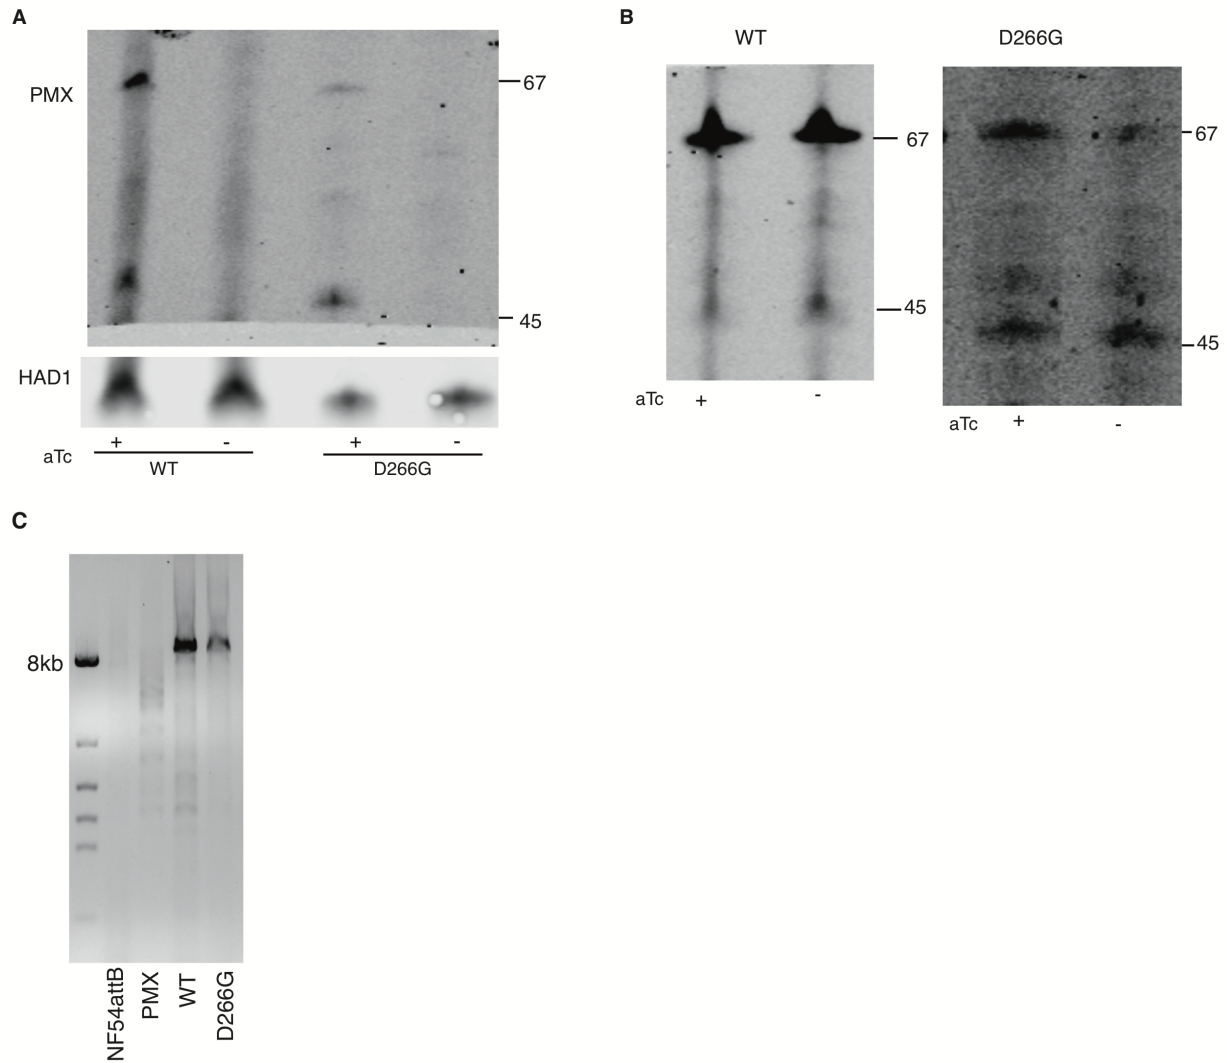 A
PMX
67
45
HAD1
+ - + -
aTc
WT D266G
B
WT D266G
67
45
67
45
aTc + -
aTc + -
C
8kb
NF54attB
PMX
WT
D266G